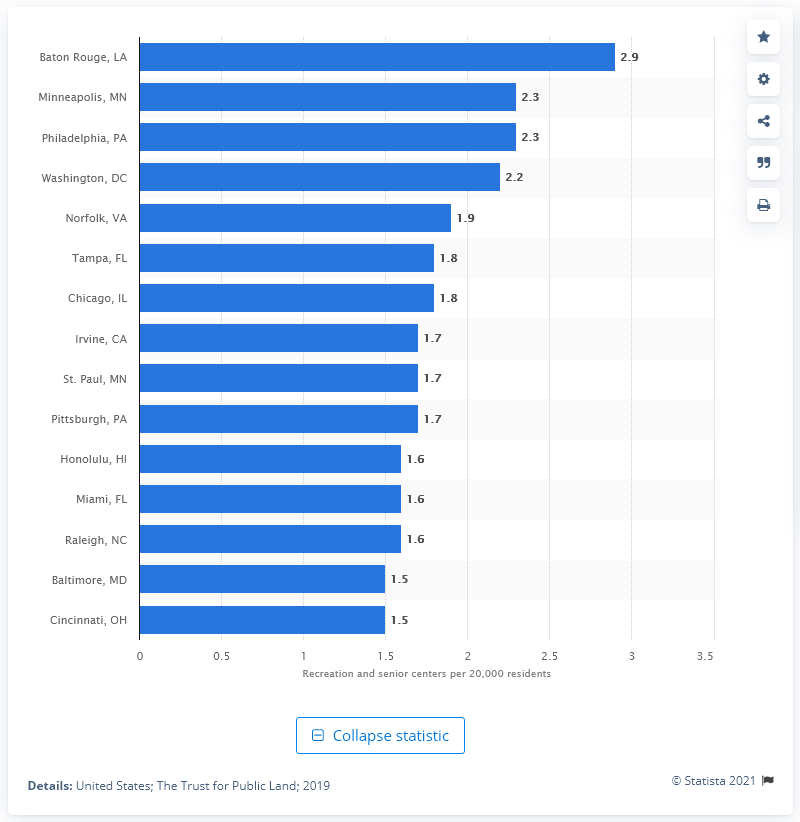 Baton Rouge, LA 2.9
Minneapolis, MN 2.3
Philadelphia, PA 2.3
Washington, DC 2.2
Norfolk, VA 1.9
Tampa, FL 1.8
Chicago, IL 1.8
Irvine, CA 1.7
St. Paul, MN 1.7
Pittsburgh, PA 1.7
Honolulu, HI 1.6
Miami, FL 1.6
Raleigh, NC 1.6
Baltimore, MD 1.5
Cincinnati, OH 1.5
0 0.5 1 1.5 2 2.5 3 3.5
Recreation and senior centers per 20,000 residents
Collapse statistic
Details: United States; The Trust for Public Land; 2019
© Statista 2021